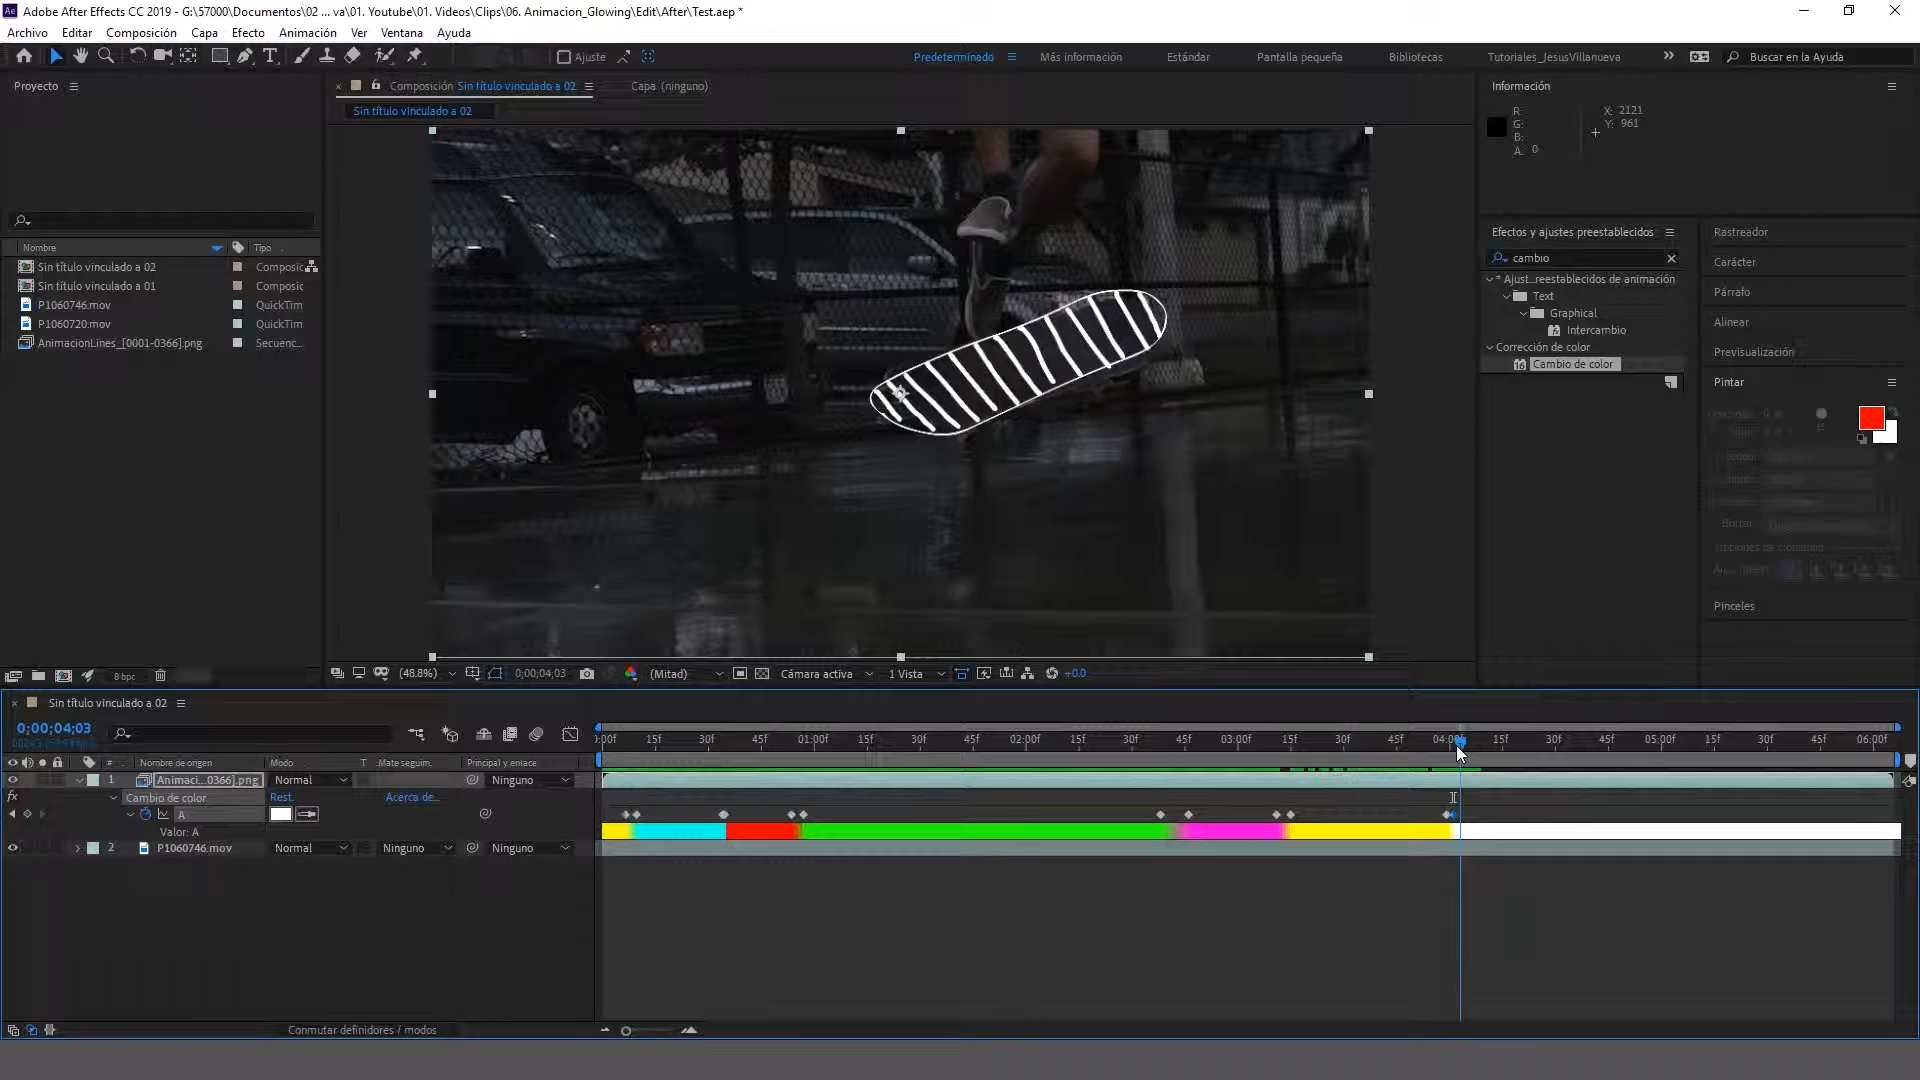 Adobe After Effects CC 2019 - G:\57000\Documentos\02 ... va\01. Youtube\01. Videos\Clips\06. Animacion_Glowing\Edit\After\Test.aep *
Archivo Editar Composición Capa Efecto Animación Ver Ventana Ayuda
Ajuste Predeterminado Más información Estándar Pantalla pequeña Bibliotecas Tutoriales_JesusVillanueva Buscar en la Ayuda
Proyecto
Composición Sin título vinculado a 02 Capa (ninguno)
Sin título vinculado a 02
Información
R:
G:
B:
A: 0
X: 2121
Y: 961
Nombre Tipo
Sin título vinculado a 02 Composic
Sin título vinculado a 01 Composic
P1060746.mov QuickTim
P1060720.mov QuickTim
AnimacionLines_[0001-0366].png Secuenc...
Efectos y ajustes preestablecidos
cambio
* Ajust...reestablecidos de animación
Text
Graphical
Intercambio
Corrección de color
Cambio de color
Rastreador
Carácter
Párrafo
Alinear
Previsualización
Pintar
Borrar
Pinceles
8 bpc
(48.8%) 0;00;04;03 (Mitad) Cámara activa 1 Vista +0.0
Sin título vinculado a 02
0;00;04;03
:00f 15f 30f 45f 01:00f 15f 30f 45f 02:00f 15f 30f 45f 03:00f 15f 30f 45f 04:00f 15f 30f 45f 05:00f 15f 30f 45f 06:00f
# Nombre de origen Modo T Mate seguim. Principal y enlace
1 Animaci...0366].png Normal Ninguno
fx Cambio de color Rest. Acerca de...
A
Valor: A
2 P1060746.mov Normal Ninguno Ninguno
Conmutar definidores / modos